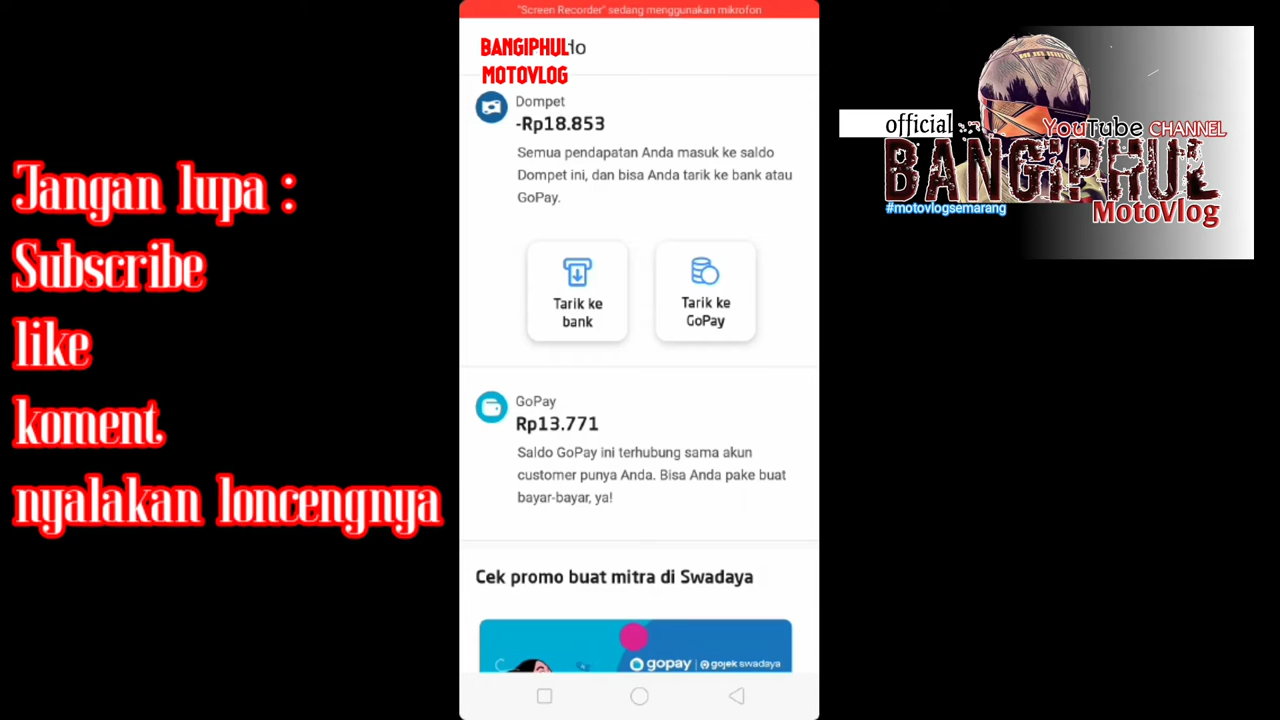 Jangan lupa :
Subscribe
like
koment
nyalakan loncengnya
"Screen Recorder" sedang menggunakan mikrofon
BANGIPHUL
MOTOVLOG
Dompet
-Rp18.853
Semua pendapatan Anda masuk ke saldo
Dompet ini, dan bisa Anda tarik ke bank atau
GoPay.
Tarik ke
bank
Tarik ke
GoPay
GoPay
Rp13.771
Saldo GoPay ini terhubung sama akun
customer punya Anda. Bisa Anda pake buat
bayar-bayar, ya!
Cek promo buat mitra di Swadaya
gopay | gojek swadaya
official
YouTube CHANNEL
BANGIPHUL
#motovlogsemarang
MotoVlog